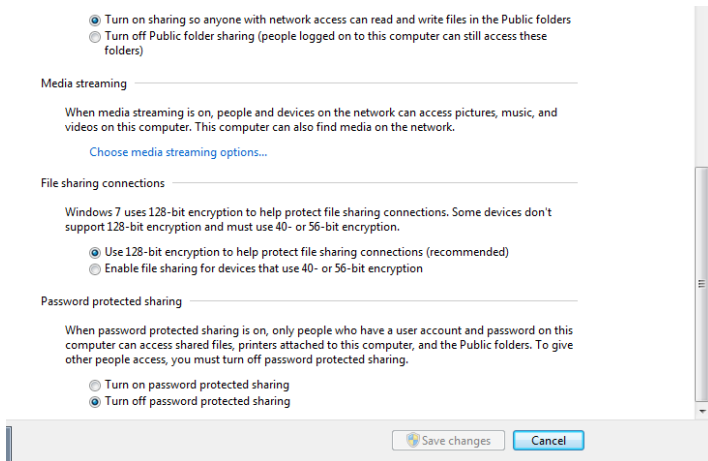 Turn on sharing so anyone with network access can read and write files in the Public folders
Turn off Public folder sharing (people logged on to this computer can still access these
folders)
Media streaming
When media streaming is on, people and devices on the network can access pictures, music, and
videos on this computer. This computer can also find media on the network.
Choose media streaming options...
File sharing connections
Windows 7 uses 128-bit encryption to help protect file sharing connections. Some devices don't
support 128-bit encryption and must use 40- or 56-bit encryption.
Use 128-bit encryption to help protect file sharing connections (recommended)
Enable file sharing for devices that use 40- or 56-bit encryption
Password protected sharing
When password protected sharing is on, only people who have a user account and password on this
computer can access shared files, printers attached to this computer, and the Public folders. To give
other people access, you must turn off password protected sharing.
Turn on password protected sharing
Turn off password protected sharing
Save changes
Cancel